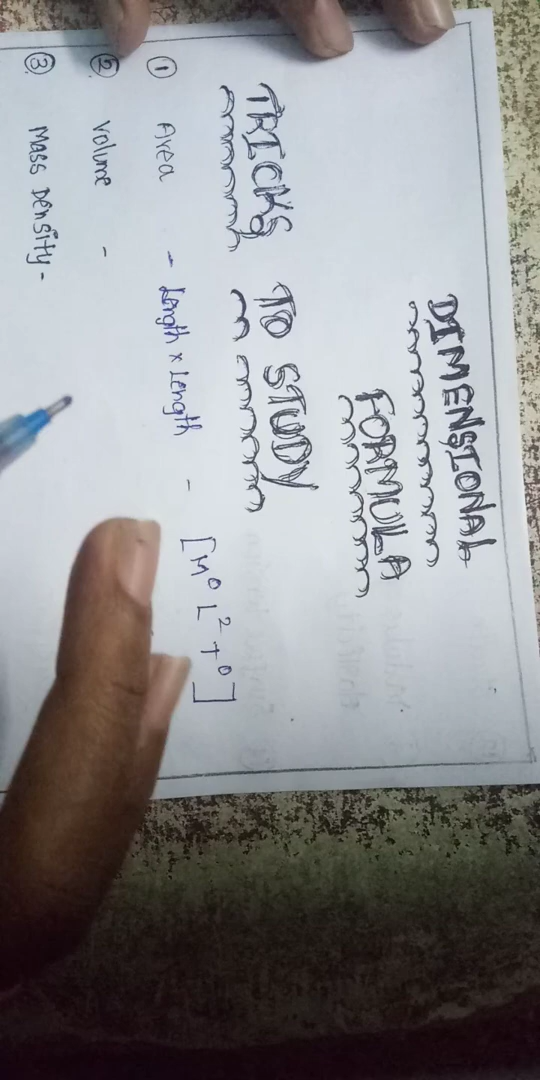 DIMENSIONAL
FORMULA
TRICKS TO STUDY
① Area - Length × Length - [M⁰ L² T⁰]
② Volume -
③ Mass Density -